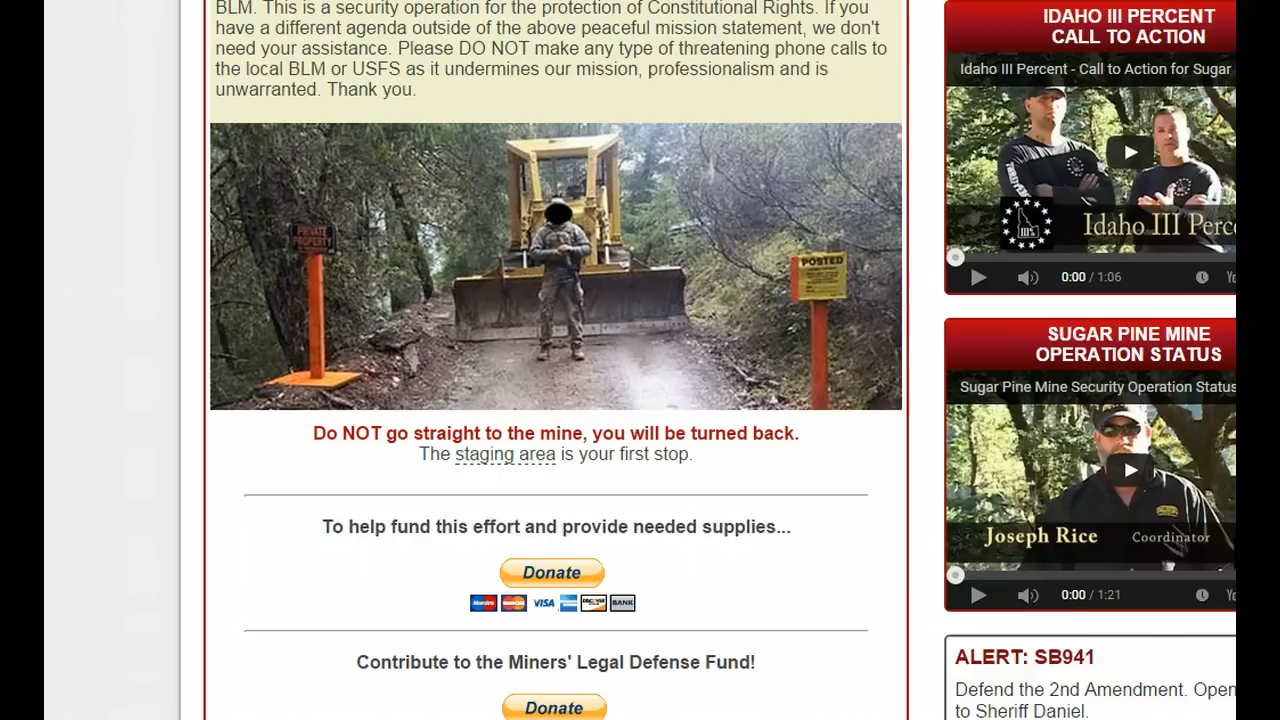 BLM. This is a security operation for the protection of Constitutional Rights. If you
have a different agenda outside of the above peaceful mission statement, we don't
need your assistance. Please DO NOT make any type of threatening phone calls to
the local BLM or USFS as it undermines our mission, professionalism and is
unwarranted. Thank you.
PRIVATE
PROPERTY
POSTED
Do NOT go straight to the mine, you will be turned back.
The staging area is your first stop.
To help fund this effort and provide needed supplies...
Donate
Maestro MasterCard VISA DISCOVER BANK
Contribute to the Miners' Legal Defense Fund!
Donate
IDAHO III PERCENT
CALL TO ACTION
Idaho III Percent - Call to Action for Sugar
III%
Idaho III Perc
0:00 / 1:06
SUGAR PINE MINE
OPERATION STATUS
Sugar Pine Mine Security Operation Status
Joseph Rice Coordinator
0:00 / 1:21
ALERT: SB941
Defend the 2nd Amendment. Open
to Sheriff Daniel.